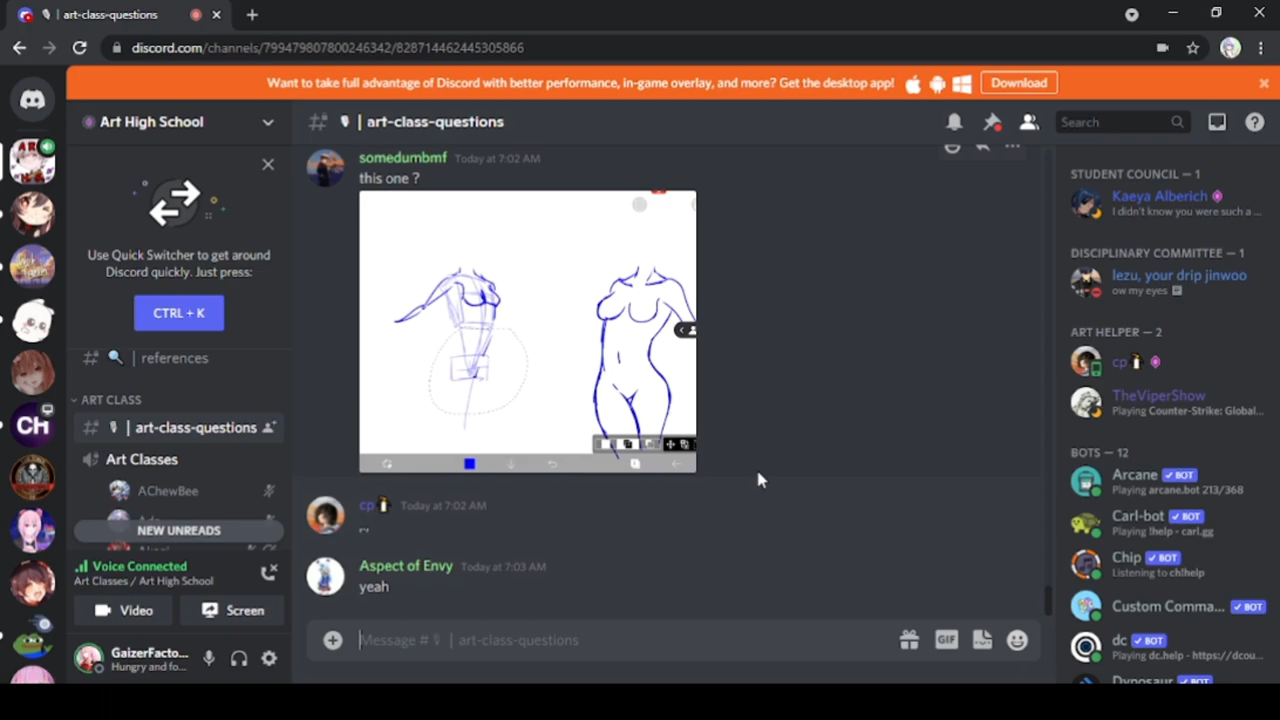 | art-class-questions
discord.com/channels/799479807800246342/828714462445305866
Want to take full advantage of Discord with better performance, in-game overlay, and more? Get the desktop app!
Download
Art High School
| art-class-questions
Search
Use Quick Switcher to get around
Discord quickly. Just press:
CTRL + K
| references
ART CLASS
| art-class-questions
Art Classes
AChewBee
NEW UNREADS
Voice Connected
Art Classes / Art High School
Video
Screen
GaizerFacto...
Hungry and fo...
Ch
somedumbmf Today at 7:02 AM
this one ?
cp Today at 7:02 AM
Aspect of Envy Today at 7:03 AM
yeah
Message # | art-class-questions
GIF
STUDENT COUNCIL — 1
Kaeya Alberich
I didn't know you were such a ...
DISCIPLINARY COMMITTEE — 1
lezu, your drip jinwoo
ow my eyes
ART HELPER — 2
cp
TheViperShow
Playing Counter-Strike: Global...
BOTS — 12
Arcane ✓ BOT
Playing arcane.bot 213/368
Carl-bot ✓ BOT
Playing !help - carl.gg
Chip ✓ BOT
Listening to ch!help
Custom Comma... ✓ BOT
dc ✓ BOT
Playing dc.help - https://dcou...
Dynosaur ✓ BOT